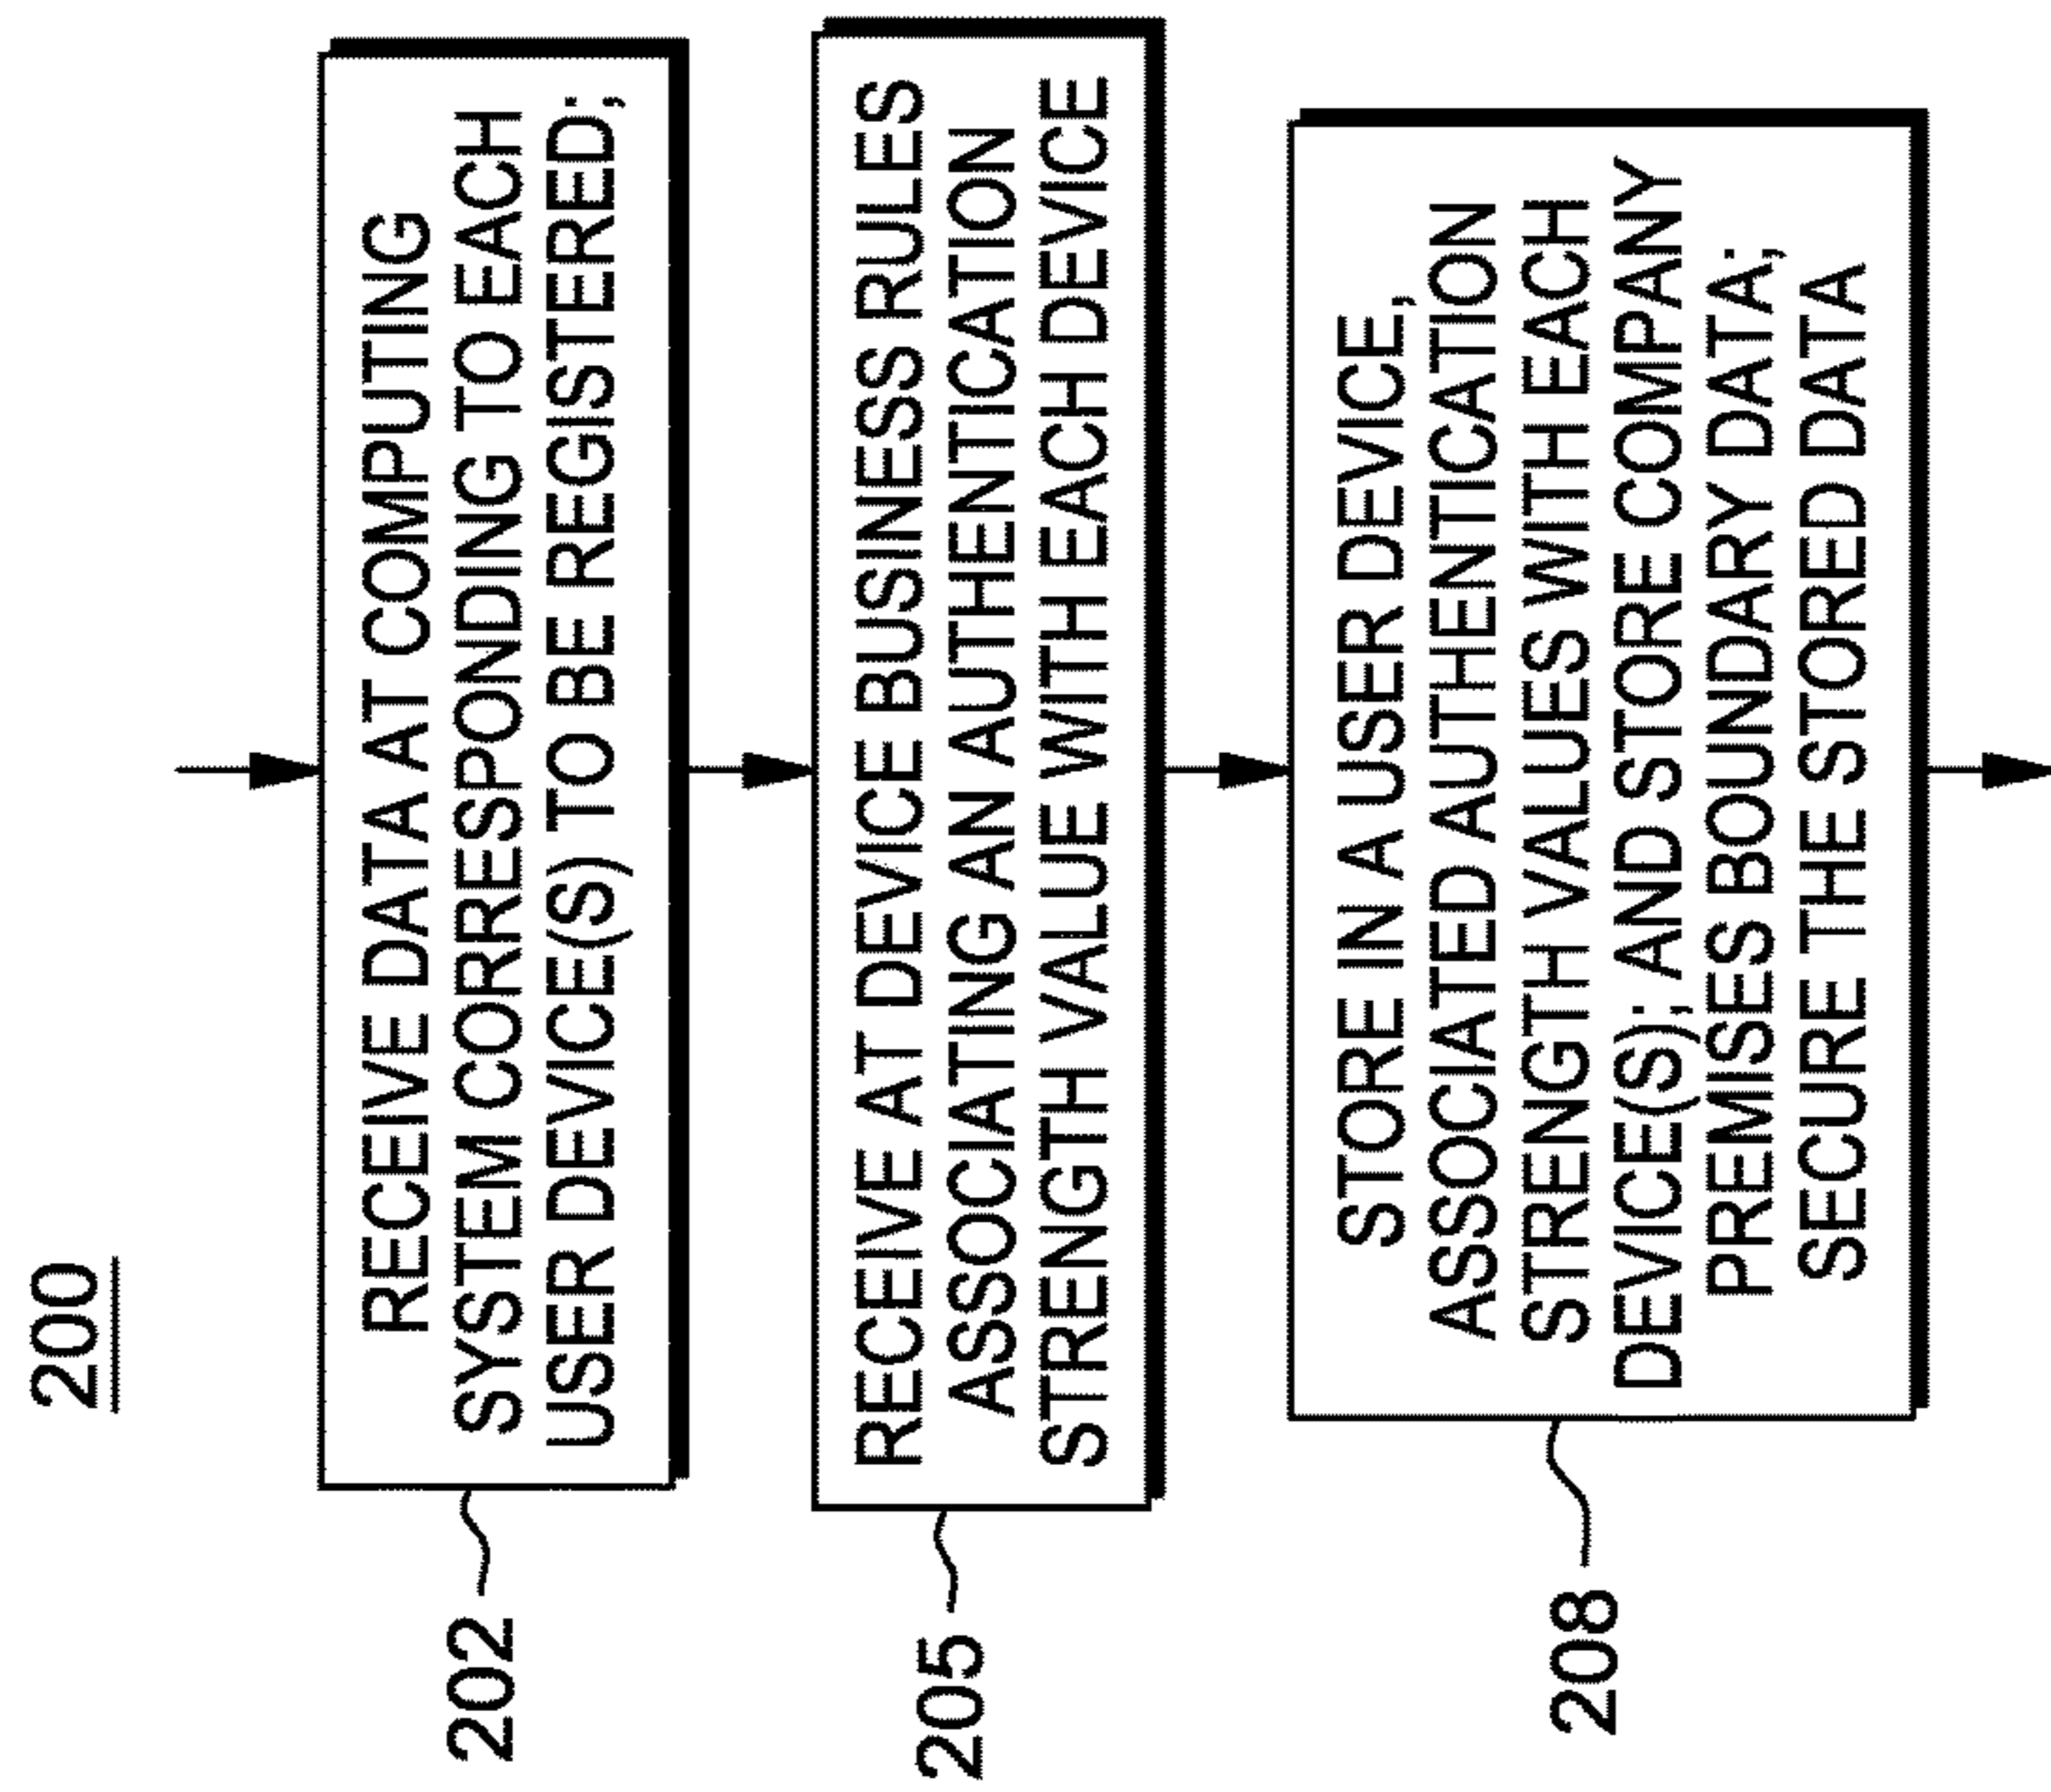 200
202
RECEIVE DATA AT COMPUTING
SYSTEM CORRESPONDING TO EACH
USER DEVICE(S) TO BE REGISTERED;
205
RECEIVE AT DEVICE BUSINESS RULES
ASSOCIATING AN AUTHENTICATION
STRENGTH VALUE WITH EACH DEVICE
208
STORE IN A USER DEVICE,
ASSOCIATED AUTHENTICATION
STRENGTH VALUES WITH EACH
DEVICE(S); AND STORE COMPANY
PREMISES BOUNDARY DATA;
SECURE THE STORED DATA